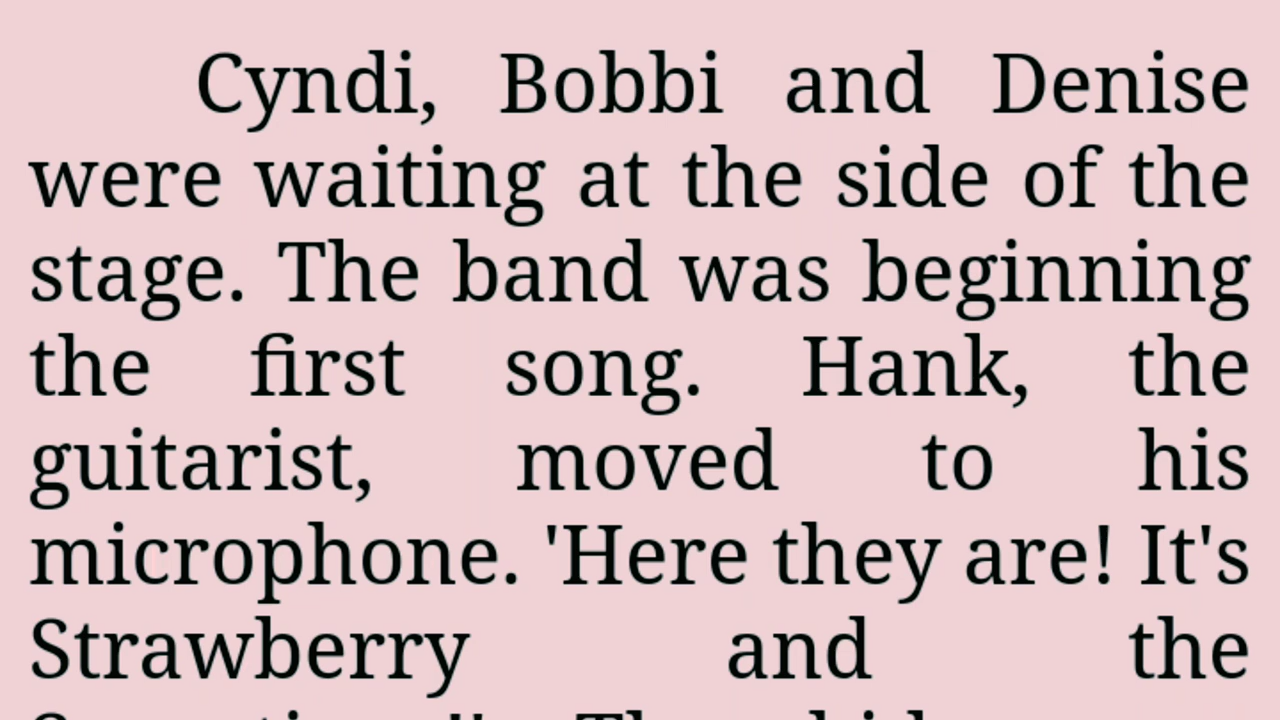 Cyndi, Bobbi and Denise
were waiting at the side of the
stage. The band was beginning
the first song. Hank, the
guitarist, moved to his
microphone. 'Here they are! It's
Strawberry and the